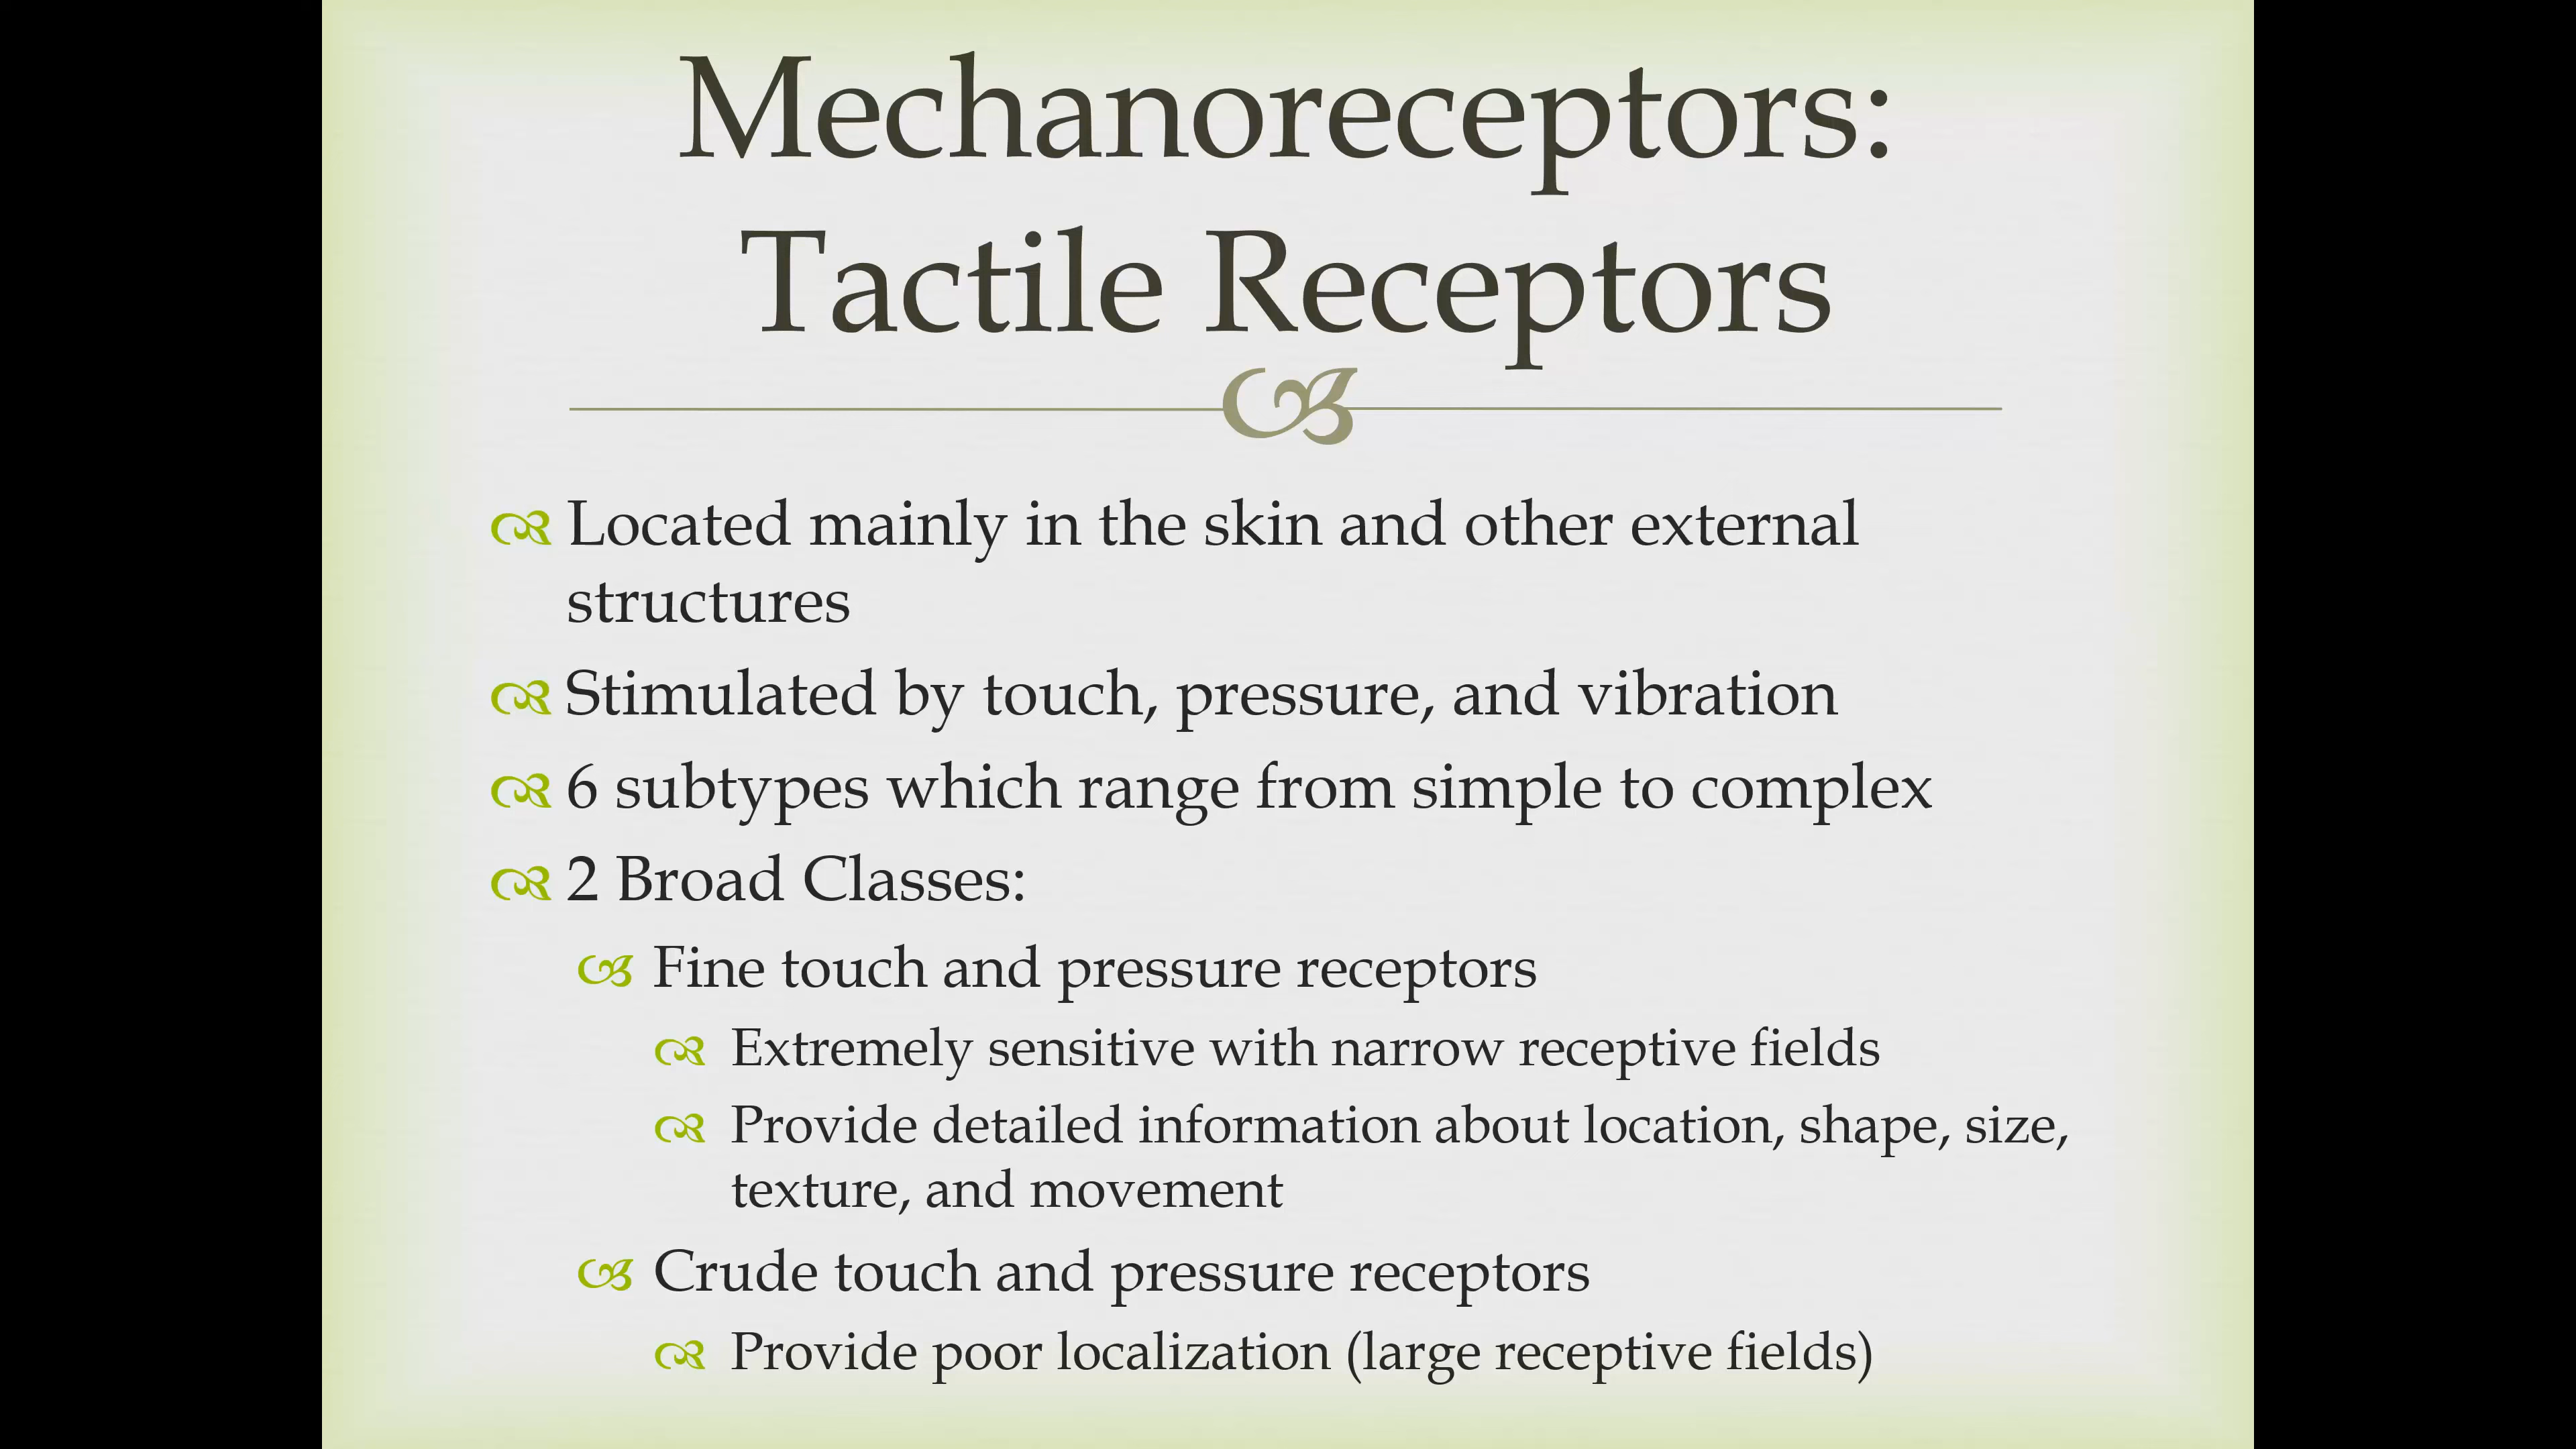 Mechanoreceptors:
Tactile Receptors
Located mainly in the skin and other external
structures
Stimulated by touch, pressure, and vibration
6 subtypes which range from simple to complex
2 Broad Classes:
Fine touch and pressure receptors
Extremely sensitive with narrow receptive fields
Provide detailed information about location, shape, size,
texture, and movement
Crude touch and pressure receptors
Provide poor localization (large receptive fields)